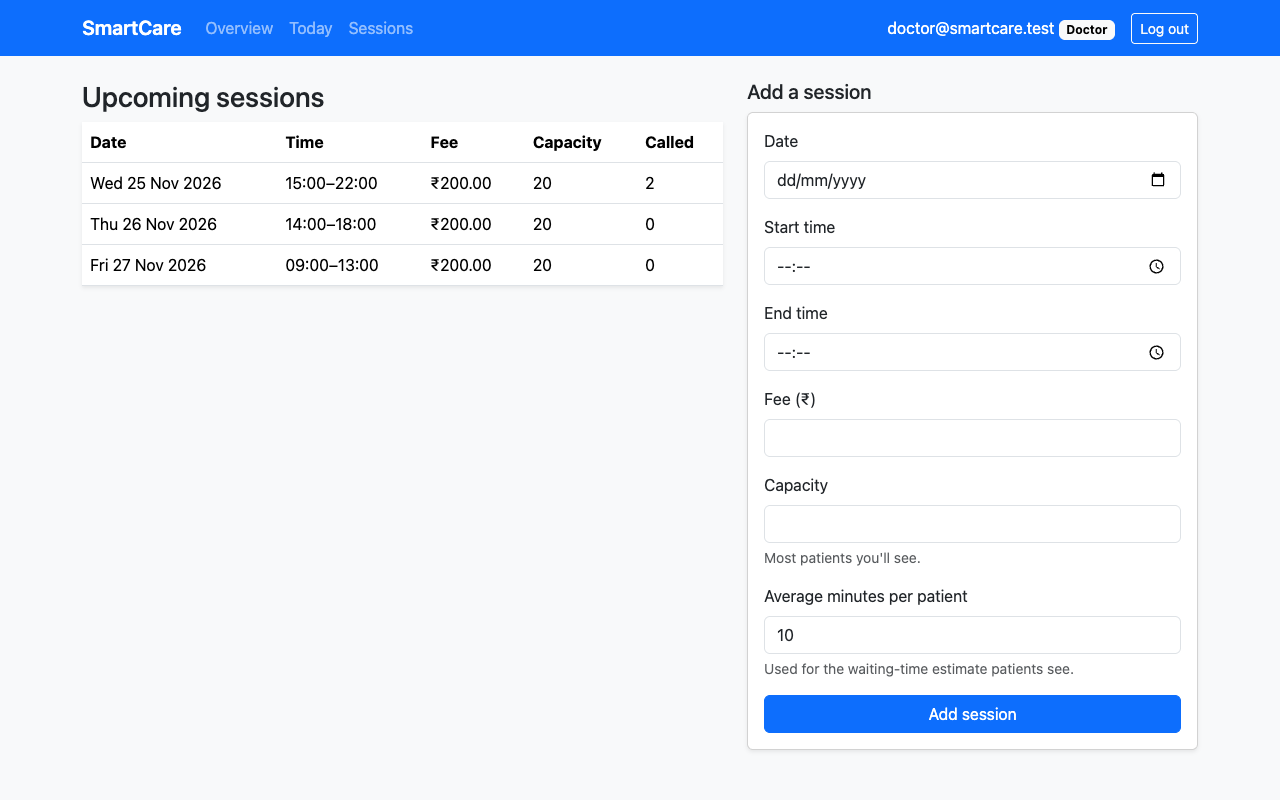 SmartCare Overview Today Sessions doctor@smartcare.test Doctor Log out
Upcoming sessions
Date Time Fee Capacity Called
Wed 25 Nov 2026 15:00–22:00 ₹200.00 20 2
Thu 26 Nov 2026 14:00–18:00 ₹200.00 20 0
Fri 27 Nov 2026 09:00–13:00 ₹200.00 20 0
Add a session
Date
dd/mm/yyyy
Start time
--:--
End time
--:--
Fee (₹)
Capacity
Most patients you'll see.
Average minutes per patient
10
Used for the waiting-time estimate patients see.
Add session